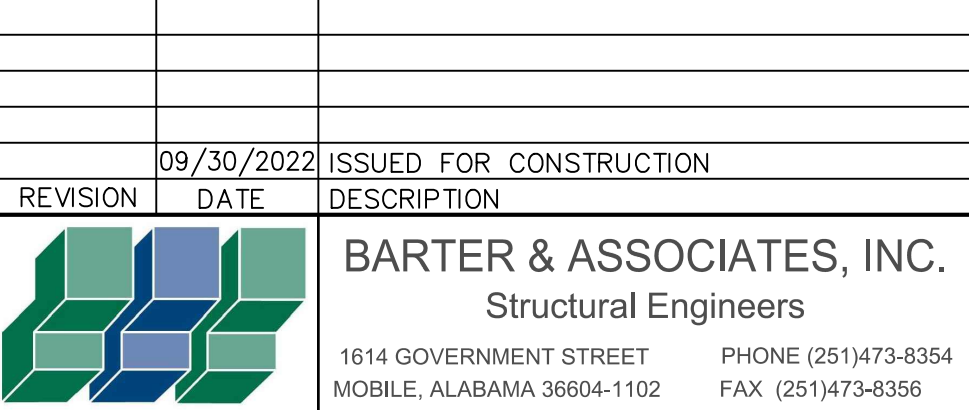 09/30/2022 ISSUED FOR CONSTRUCTION
REVISION DATE DESCRIPTION
BARTER & ASSOCIATES, INC.
Structural Engineers
1614 GOVERNMENT STREET PHONE (251)473-8354
MOBILE, ALABAMA 36604-1102 FAX (251)473-8356